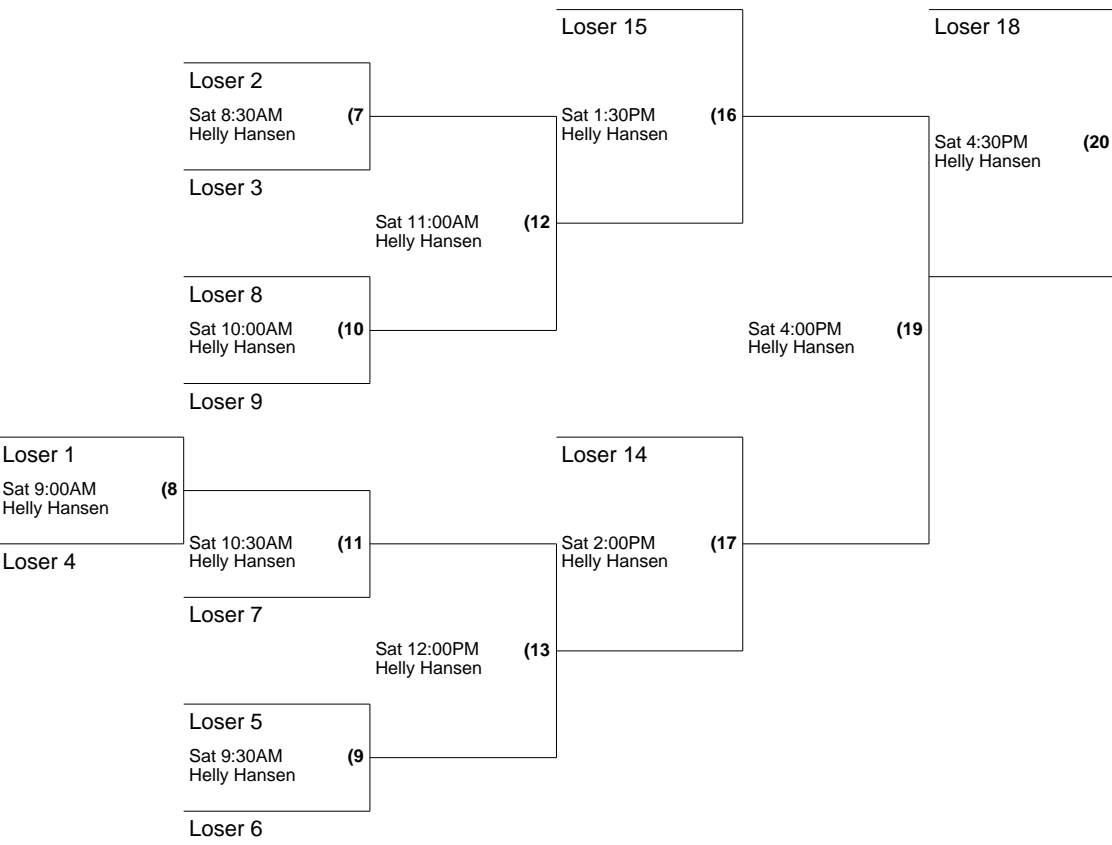 Loser 15
Loser 18
Loser 2
Sat 8:30AM (7
Helly Hansen
Sat 1:30PM (16
Helly Hansen
Sat 4:30PM (20
Helly Hansen
Loser 3
Sat 11:00AM (12
Helly Hansen
Loser 8
Sat 10:00AM (10
Helly Hansen
Sat 4:00PM (19
Helly Hansen
Loser 9
Loser 1
Loser 14
Sat 9:00AM (8
Helly Hansen
Sat 10:30AM (11
Helly Hansen
Sat 2:00PM (17
Helly Hansen
Loser 4
Loser 7
Sat 12:00PM (13
Helly Hansen
Loser 5
Sat 9:30AM (9
Helly Hansen
Loser 6